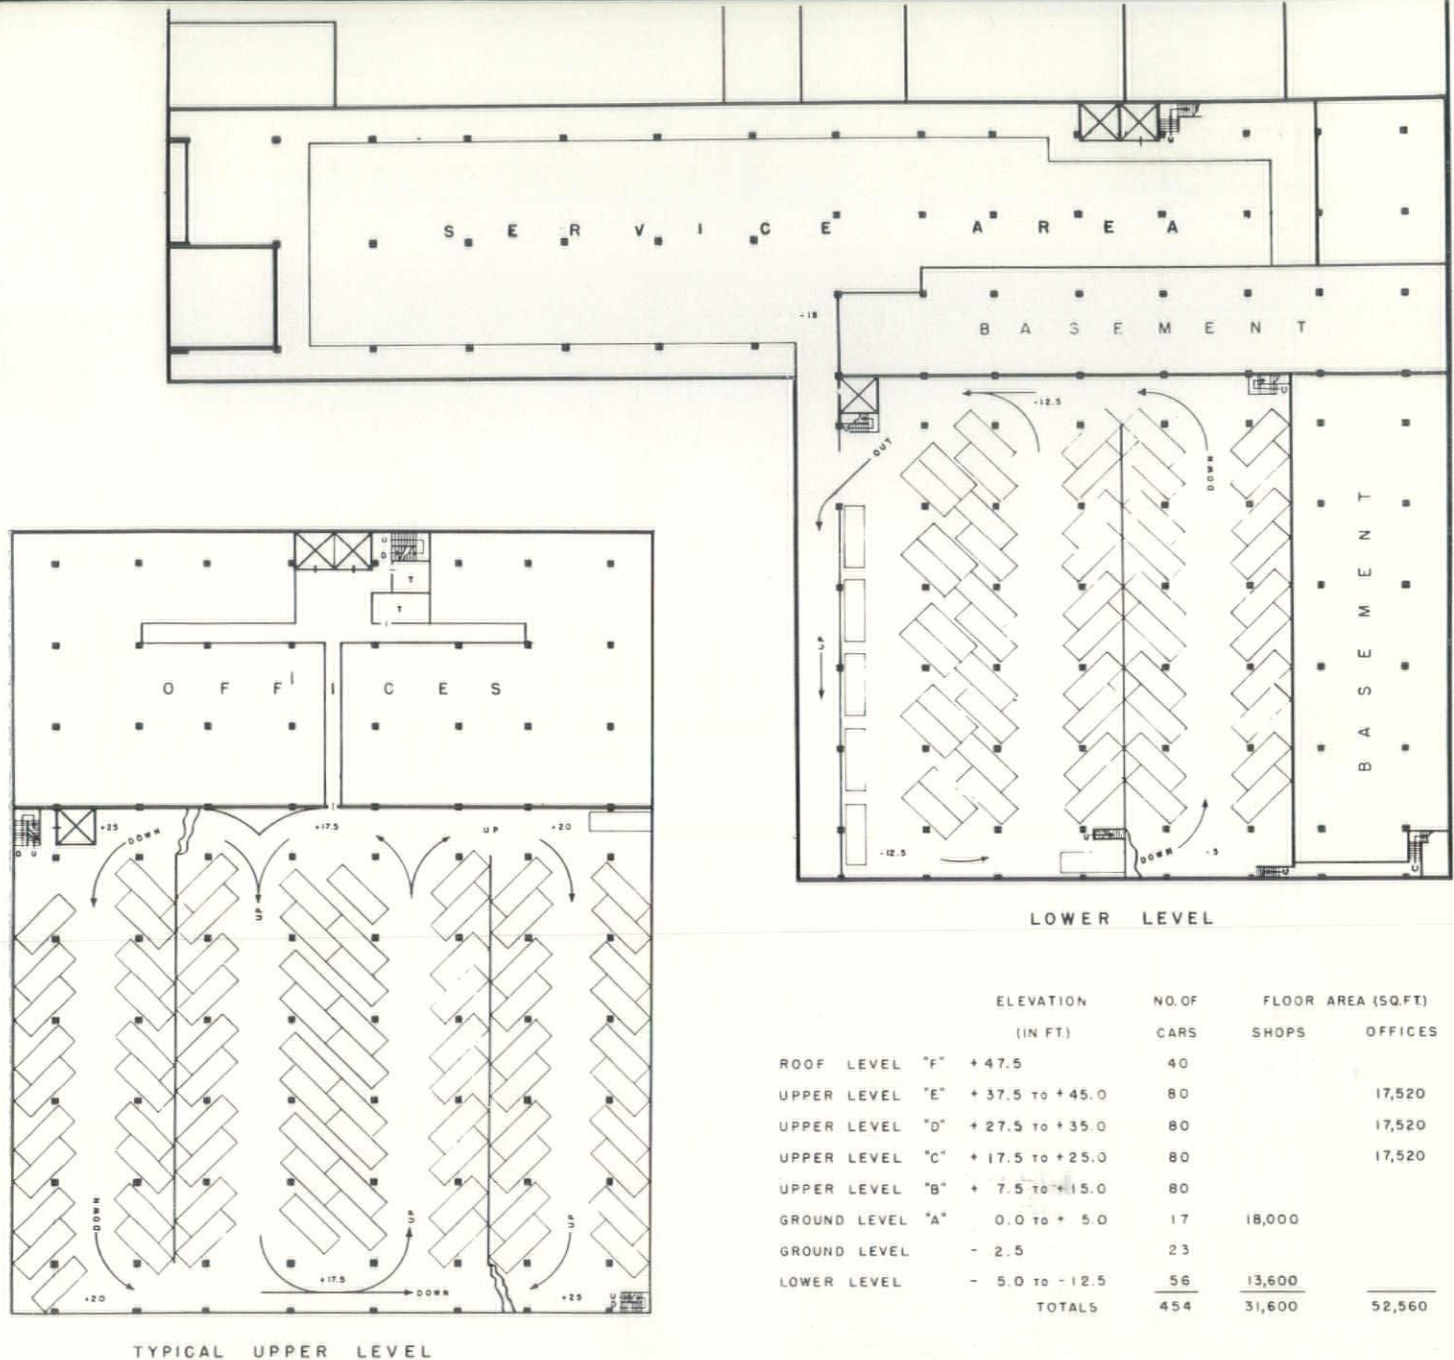 S E R V I C E A R E A
-18
B A S E M E N T
-12.5
OUT
DOWN
UP
B A S E M E N T
-12.5
DOWN
-5
U
C
LOWER LEVEL
D
U
T
T
O F F I C E S
+25
DOWN
+17.5
UP
+20
D U
UP
DOWN
UP
UP
+17.5
DOWN
+20
+25
TYPICAL UPPER LEVEL
ELEVATION NO. OF FLOOR AREA (SQ.FT.)
(IN FT.) CARS SHOPS OFFICES
ROOF LEVEL "F" + 47.5 40
UPPER LEVEL "E" + 37.5 TO + 45.0 80 17,520
UPPER LEVEL "D" + 27.5 TO + 35.0 80 17,520
UPPER LEVEL "C" + 17.5 TO + 25.0 80 17,520
UPPER LEVEL "B" + 7.5 TO + 15.0 80
GROUND LEVEL "A" 0.0 TO + 5.0 17 18,000
GROUND LEVEL - 2.5 23
LOWER LEVEL - 5.0 TO - 12.5 56 13,600
TOTALS 454 31,600 52,560